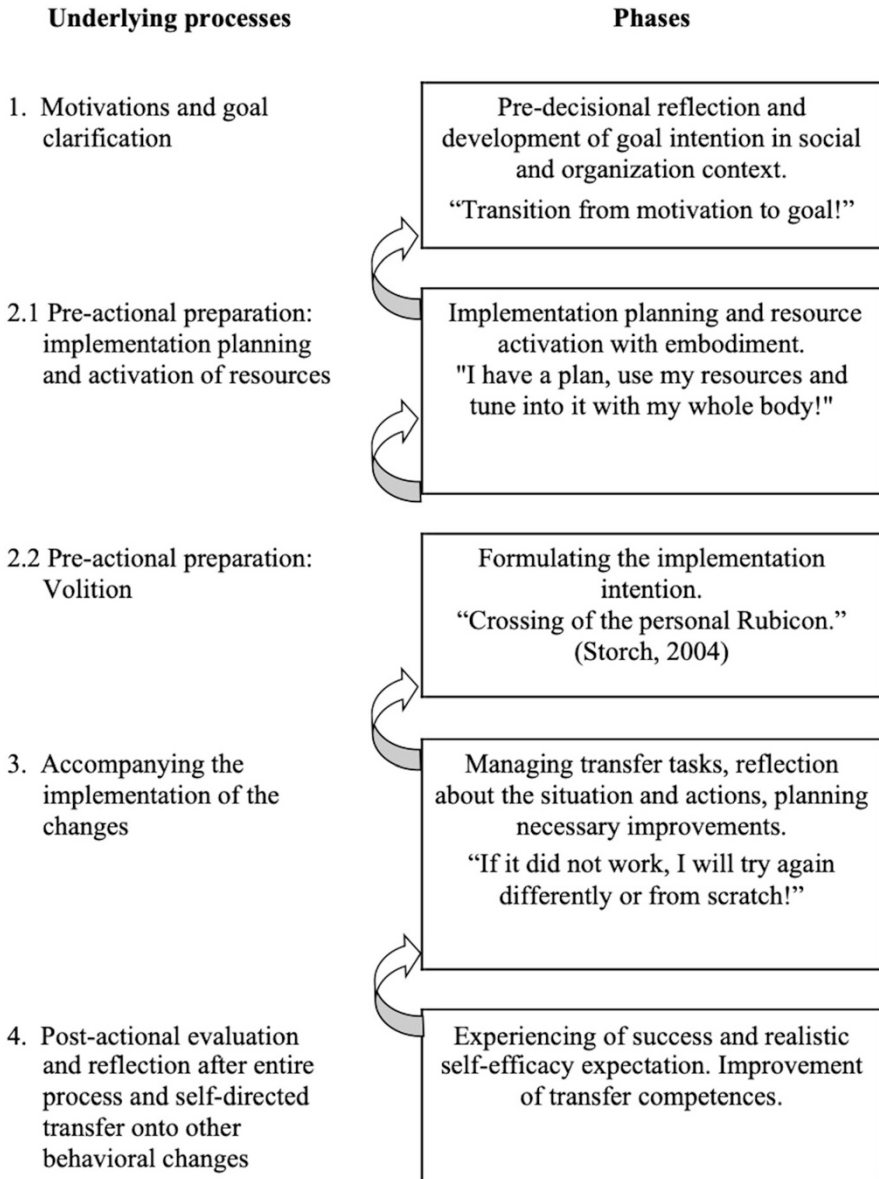 Underlying processes
Phases
1. Motivations and goal
clarification
Pre-decisional reflection and
development of goal intention in social
and organization context.
“Transition from motivation to goal!”
2.1 Pre-actional preparation:
implementation planning
and activation of resources
Implementation planning and resource
activation with embodiment.
"I have a plan, use my resources and
tune into it with my whole body!"
2.2 Pre-actional preparation:
Volition
Formulating the implementation
intention.
“Crossing of the personal Rubicon.”
(Storch, 2004)
3. Accompanying the
implementation of the
changes
Managing transfer tasks, reflection
about the situation and actions, planning
necessary improvements.
“If it did not work, I will try again
differently or from scratch!”
4. Post-actional evaluation
and reflection after entire
process and self-directed
transfer onto other
behavioral changes
Experiencing of success and realistic
self-efficacy expectation. Improvement
of transfer competences.